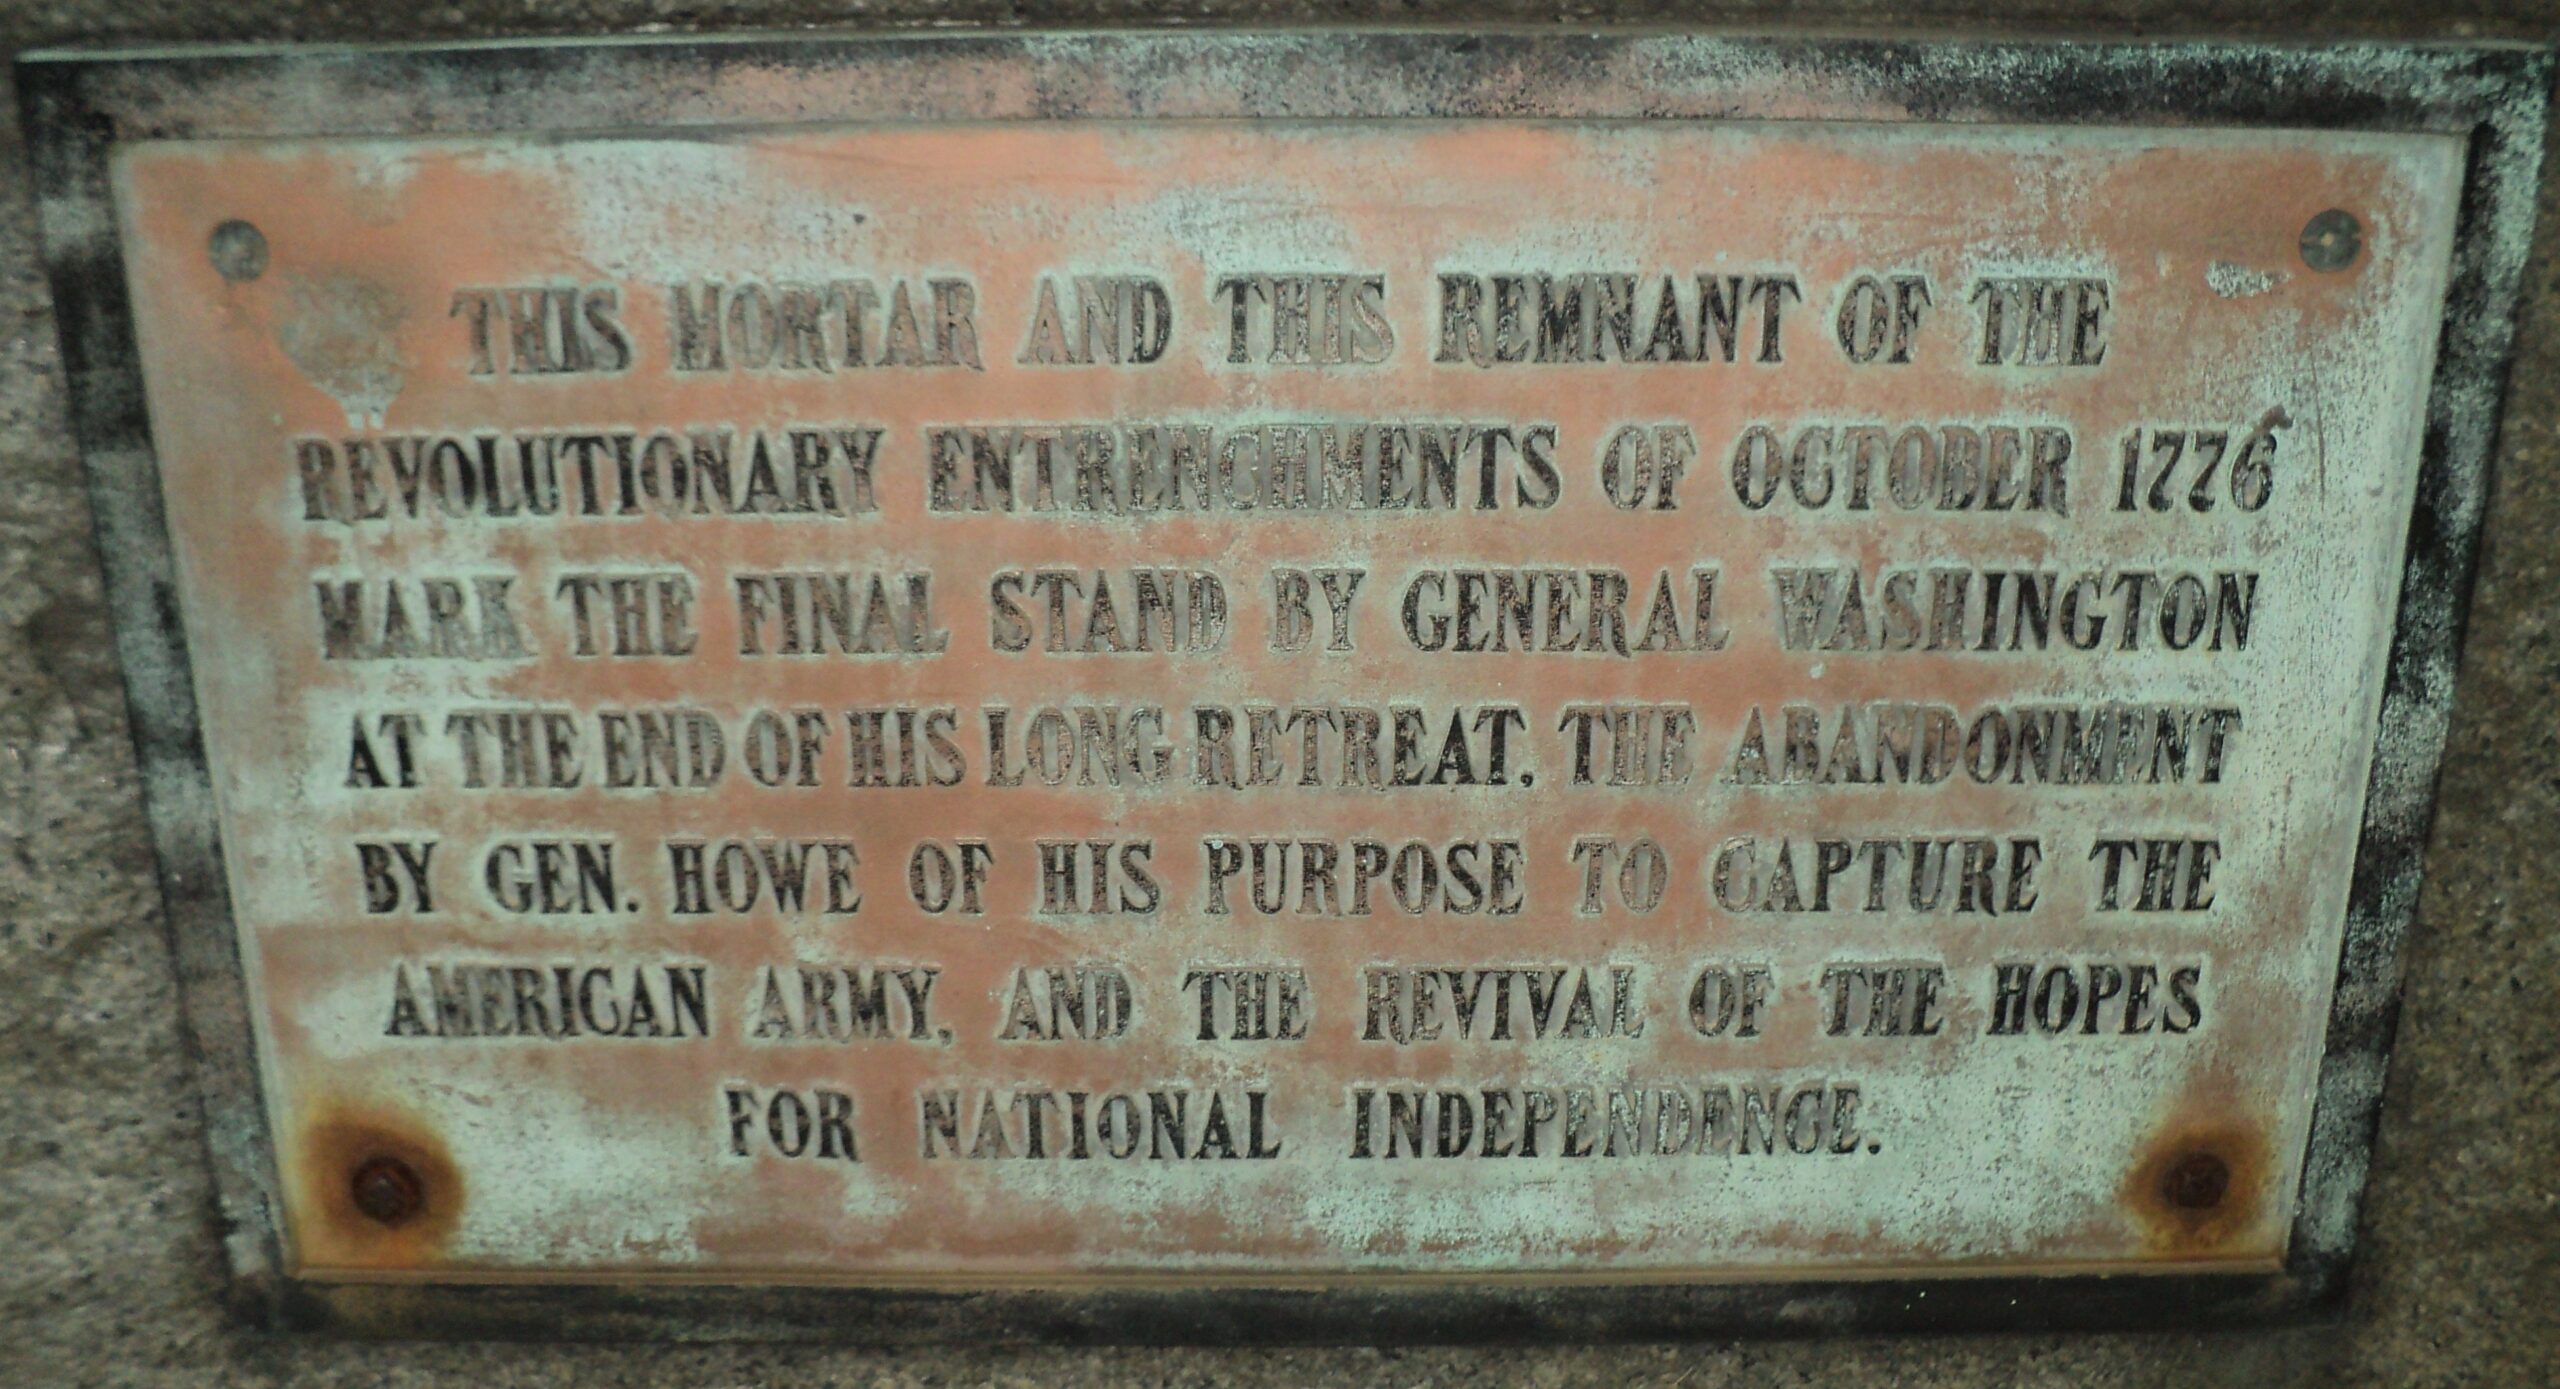 THIS MORTAR AND THIS REMNANT OF THE
REVOLUTIONARY ENTRENCHMENTS OF OCTOBER 1776
MARK THE FINAL STAND BY GENERAL WASHINGTON
AT THE END OF HIS LONG RETREAT. THE ABANDONMENT
BY GEN. HOWE OF HIS PURPOSE TO CAPTURE THE
AMERICAN ARMY, AND THE REVIVAL OF THE HOPES
FOR NATIONAL INDEPENDENCE.